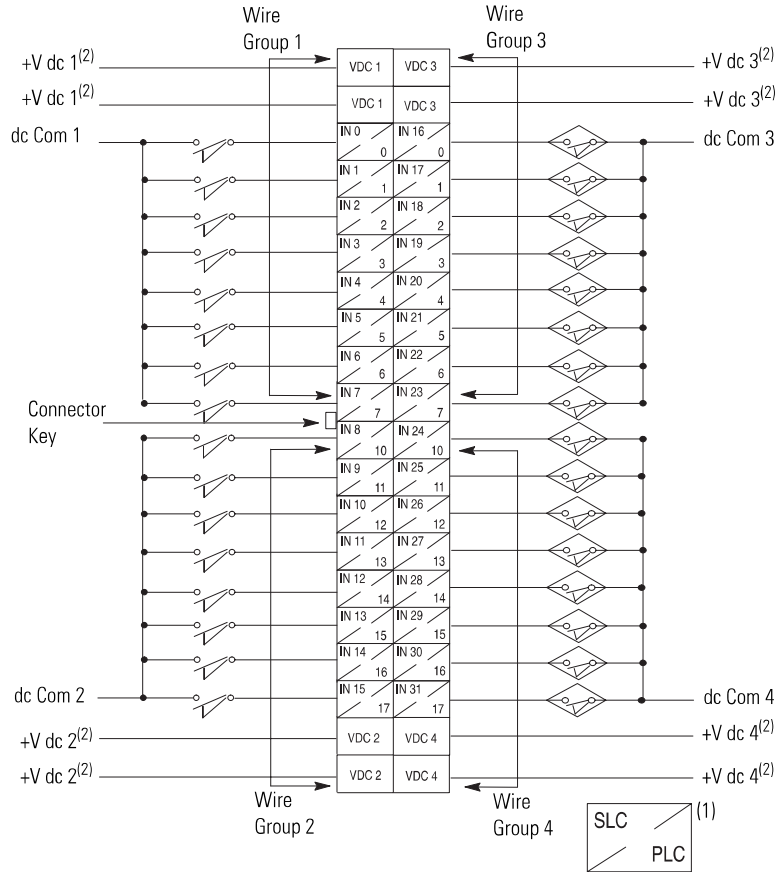 Wire Group 1
Wire Group 3
+V dc 1(2) VDC 1 VDC 3 +V dc 3(2)
+V dc 1(2) VDC 1 VDC 3 +V dc 3(2)
dc Com 1 IN 0 0 IN 16 0 dc Com 3
IN 1 1 IN 17 1
IN 2 2 IN 18 2
IN 3 3 IN 19 3
IN 4 4 IN 20 4
IN 5 5 IN 21 5
IN 6 6 IN 22 6
IN 7 7 IN 23 7
Connector Key
IN 8 10 IN 24 10
IN 9 11 IN 25 11
IN 10 12 IN 26 12
IN 11 13 IN 27 13
IN 12 14 IN 28 14
IN 13 15 IN 29 15
IN 14 16 IN 30 16
dc Com 2 IN 15 17 IN 31 17 dc Com 4
+V dc 2(2) VDC 2 VDC 4 +V dc 4(2)
+V dc 2(2) VDC 2 VDC 4 +V dc 4(2)
Wire Group 2
Wire Group 4
SLC (1)
PLC